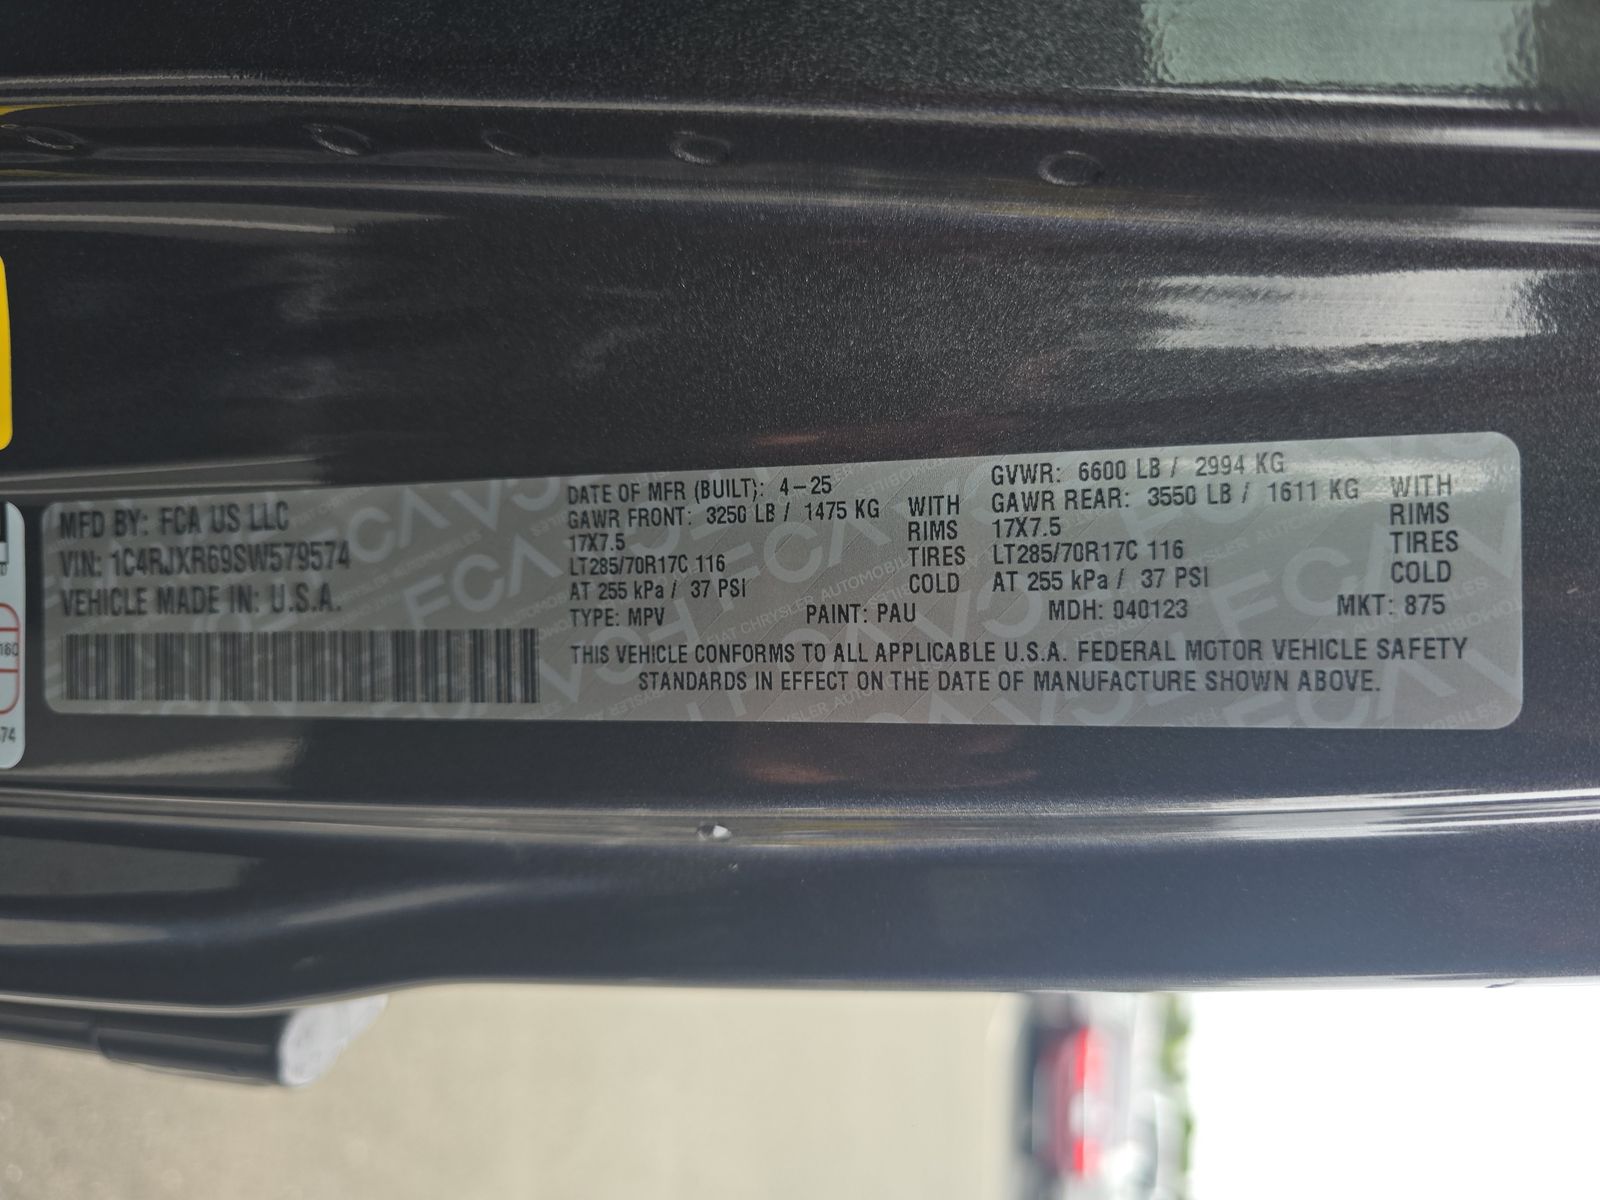 MFD BY: FCA US LLC
VIN: 1C4RJXR69SW579574
VEHICLE MADE IN: U.S.A.
DATE OF MFR (BUILT): 4-25
GAWR FRONT: 3250 LB / 1475 KG WITH
17X7.5 RIMS
LT285/70R17C 116 TIRES
AT 255 kPa / 37 PSI COLD
GVWR: 6600 LB / 2994 KG
GAWR REAR: 3550 LB / 1611 KG WITH
17X7.5 RIMS
LT285/70R17C 116 TIRES
AT 255 kPa / 37 PSI COLD
TYPE: MPV PAINT: PAU MDH: 040123 MKT: 875
THIS VEHICLE CONFORMS TO ALL APPLICABLE U.S.A. FEDERAL MOTOR VEHICLE SAFETY
STANDARDS IN EFFECT ON THE DATE OF MANUFACTURE SHOWN ABOVE.